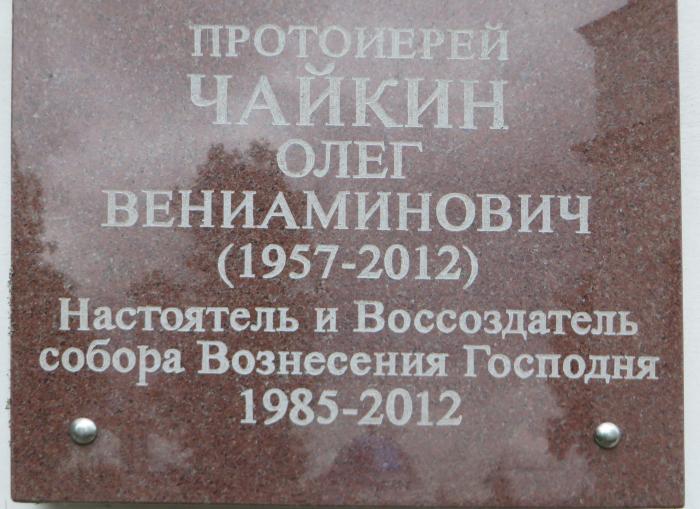 ПРОТОИЕРЕЙ
ЧАЙКИН
ОЛЕГ
ВЕНИАМИНОВИЧ
(1957-2012)
Настоятель и Воссоздатель
собора Вознесения Господня
1985-2012